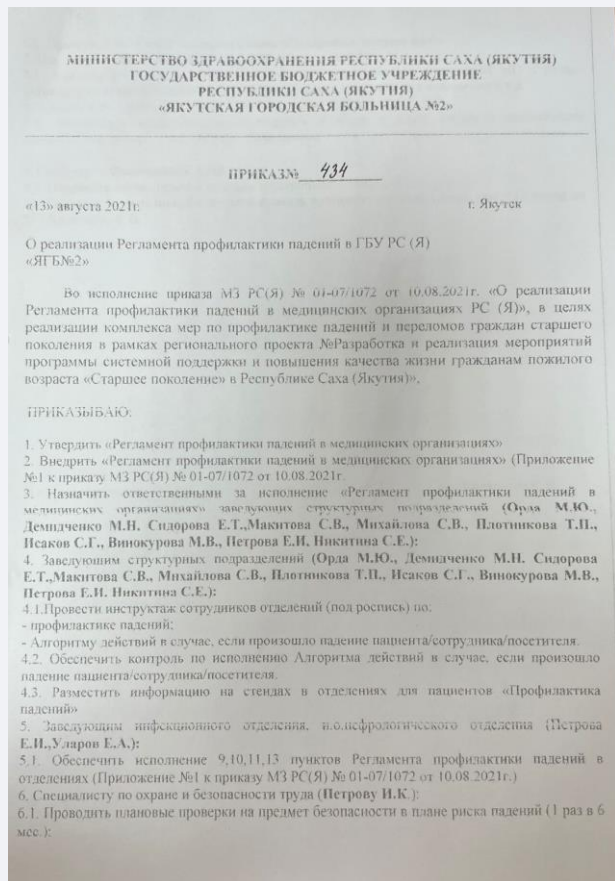 МИНИСТЕРСТВО ЗДРАВООХРАНЕНИЯ РЕСПУБЛИКИ САХА (ЯКУТИЯ)
ГОСУДАРСТВЕННОЕ БЮДЖЕТНОЕ УЧРЕЖДЕНИЕ
РЕСПУБЛИКИ САХА (ЯКУТИЯ)
«ЯКУТСКАЯ ГОРОДСКАЯ БОЛЬНИЦА №2»
ПРИКАЗ№ 434
«13» августа 2021г. г. Якутск
О реализации Регламента профилактики падений в ГБУ РС (Я)
«ЯГБ№2»
Во исполнение приказа МЗ РС(Я) № 01-07/1072 от 10.08.2021г. «О реализации
Регламента профилактики падений в медицинских организациях РС (Я)», в целях
реализации комплекса мер по профилактике падений и переломов граждан старшего
поколения в рамках регионального проекта №Разработка и реализация мероприятий
программы системной поддержки и повышения качества жизни гражданам пожилого
возраста «Старшее поколение» в Республике Саха (Якутия)»,
ПРИКАЗЫВАЮ:
1. Утвердить «Регламент профилактики падений в медицинских организациях»
2. Внедрить «Регламент профилактики падений в медицинских организациях» (Приложение
№1 к приказу МЗ РС(Я) № 01-07/1072 от 10.08.2021г.
3. Назначить ответственными за исполнение «Регламент профилактики падений в
медицинских организациях» заведующих структурных подразделений (Орда М.Ю.,
Демидченко М.Н. Сидорова Е.Т.,Макитова С.В., Михайлова С.В., Плотникова Т.П.,
Исаков С.Г., Винокурова М.В., Петрова Е.И. Никитина С.Е.):
4. Заведующим структурных подразделений (Орда М.Ю., Демидченко М.Н. Сидорова
Е.Т.,Макитова С.В., Михайлова С.В., Плотникова Т.П., Исаков С.Г., Винокурова М.В.,
Петрова Е.И. Никитина С.Е.):
4.1.Провести инструктаж сотрудников отделений (под роспись) по:
- профилактике падений;
- Алгоритму действий в случае, если произошло падение пациента/сотрудника/посетителя.
4.2. Обеспечить контроль по исполнению Алгоритма действий в случае, если произошло
падение пациента/сотрудника/посетителя.
4.3. Разместить информацию на стендах в отделениях для пациентов «Профилактика
падений»
5. Заведующим инфекционного отделения, и.о.нефрологического отделения (Петрова
Е.И.,Уларов Е.А.):
5.1. Обеспечить исполнение 9,10,11,13 пунктов Регламента профилактики падений в
отделениях (Приложение №1 к приказу МЗ РС(Я) № 01-07/1072 от 10.08.2021г.)
6. Специалисту по охране и безопасности труда (Петрову И.К.):
6.1. Проводить плановые проверки на предмет безопасности в плане риска падений (1 раз в 6
мес.):